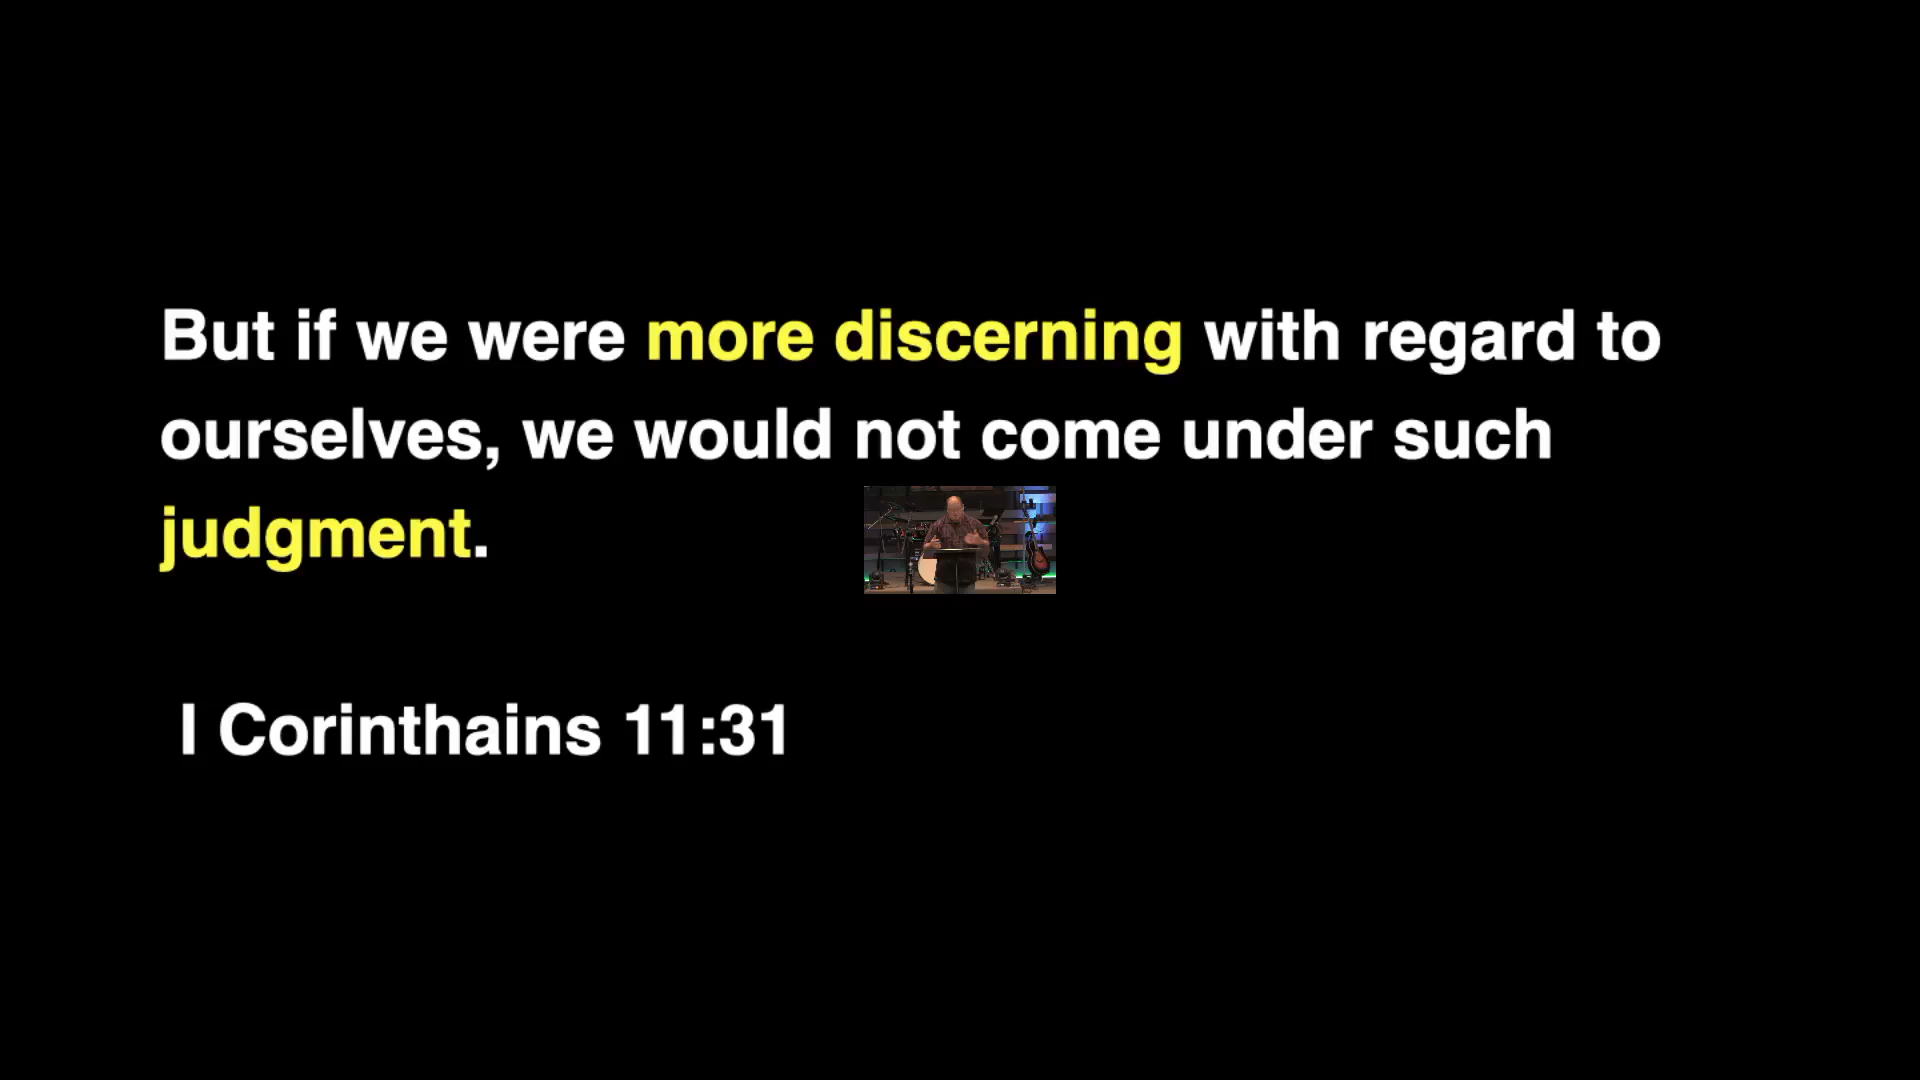 But if we were more discerning with regard to
ourselves, we would not come under such
judgment.
I Corinthains 11:31